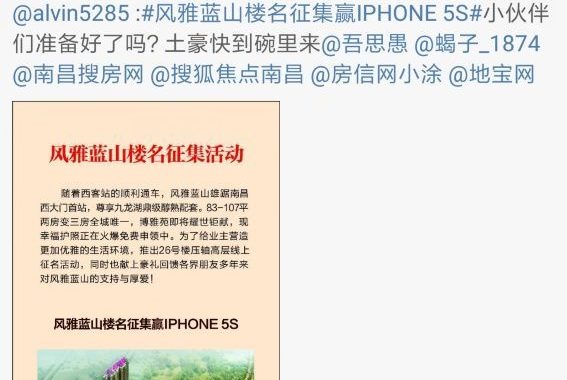 @alvin5285 :#风雅蓝山楼名征集赢IPHONE 5S#小伙伴
们准备好了吗? 土豪快到碗里来:@吾思愚 @蝎子_1874
@南昌搜房网 @搜狐焦点南昌 @房信网小涂 @地宝网
风雅蓝山楼名征集活动
随着西客站的顺利通车，风雅蓝山雄踞南昌
西大门首站，尊享九龙湖鼎级醇熟配套。83-107平
两房变三房全城唯一，博雅苑即将耀世钜献，现
幸福护照正在火爆免费申领中。为了给业主营造
更加优雅的生活环境，推出26号楼压轴高层线上
征名活动，同时也献上豪礼回馈各界朋友多年来
对风雅蓝山的支持与厚爱！
风雅蓝山楼名征集赢IPHONE 5S